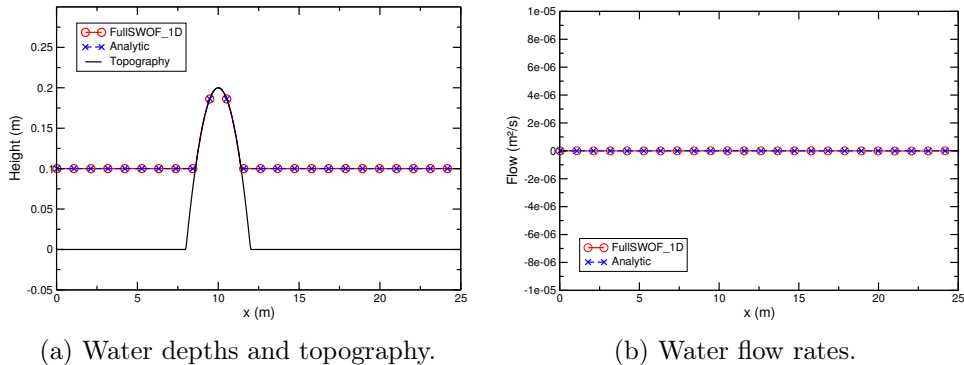 FullSWOF_1D
Analytic
Topography
0.25
0.2
0.15
0.1
0.05
0
-0.05
Height (m)
0 5 10 15 20 25
x (m)
(a) Water depths and topography.
1e-05
8e-06
6e-06
4e-06
2e-06
0
-2e-06
-4e-06
-6e-06
-8e-06
-1e-05
Flow (m²/s)
FullSWOF_1D
Analytic
0 5 10 15 20 25
x (m)
(b) Water flow rates.